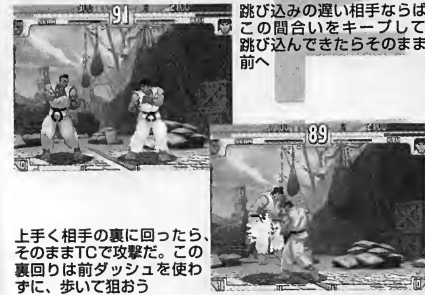 91
SEAN
跳び込みの遅い相手ならば
この間合いをキープして
跳び込んできたらそのまま
前へ
89
上手く相手の裏に回ったら、
そのままTCで攻撃だ。この
裏回りは前ダッシュを使わ
ずに、歩いて狙おう